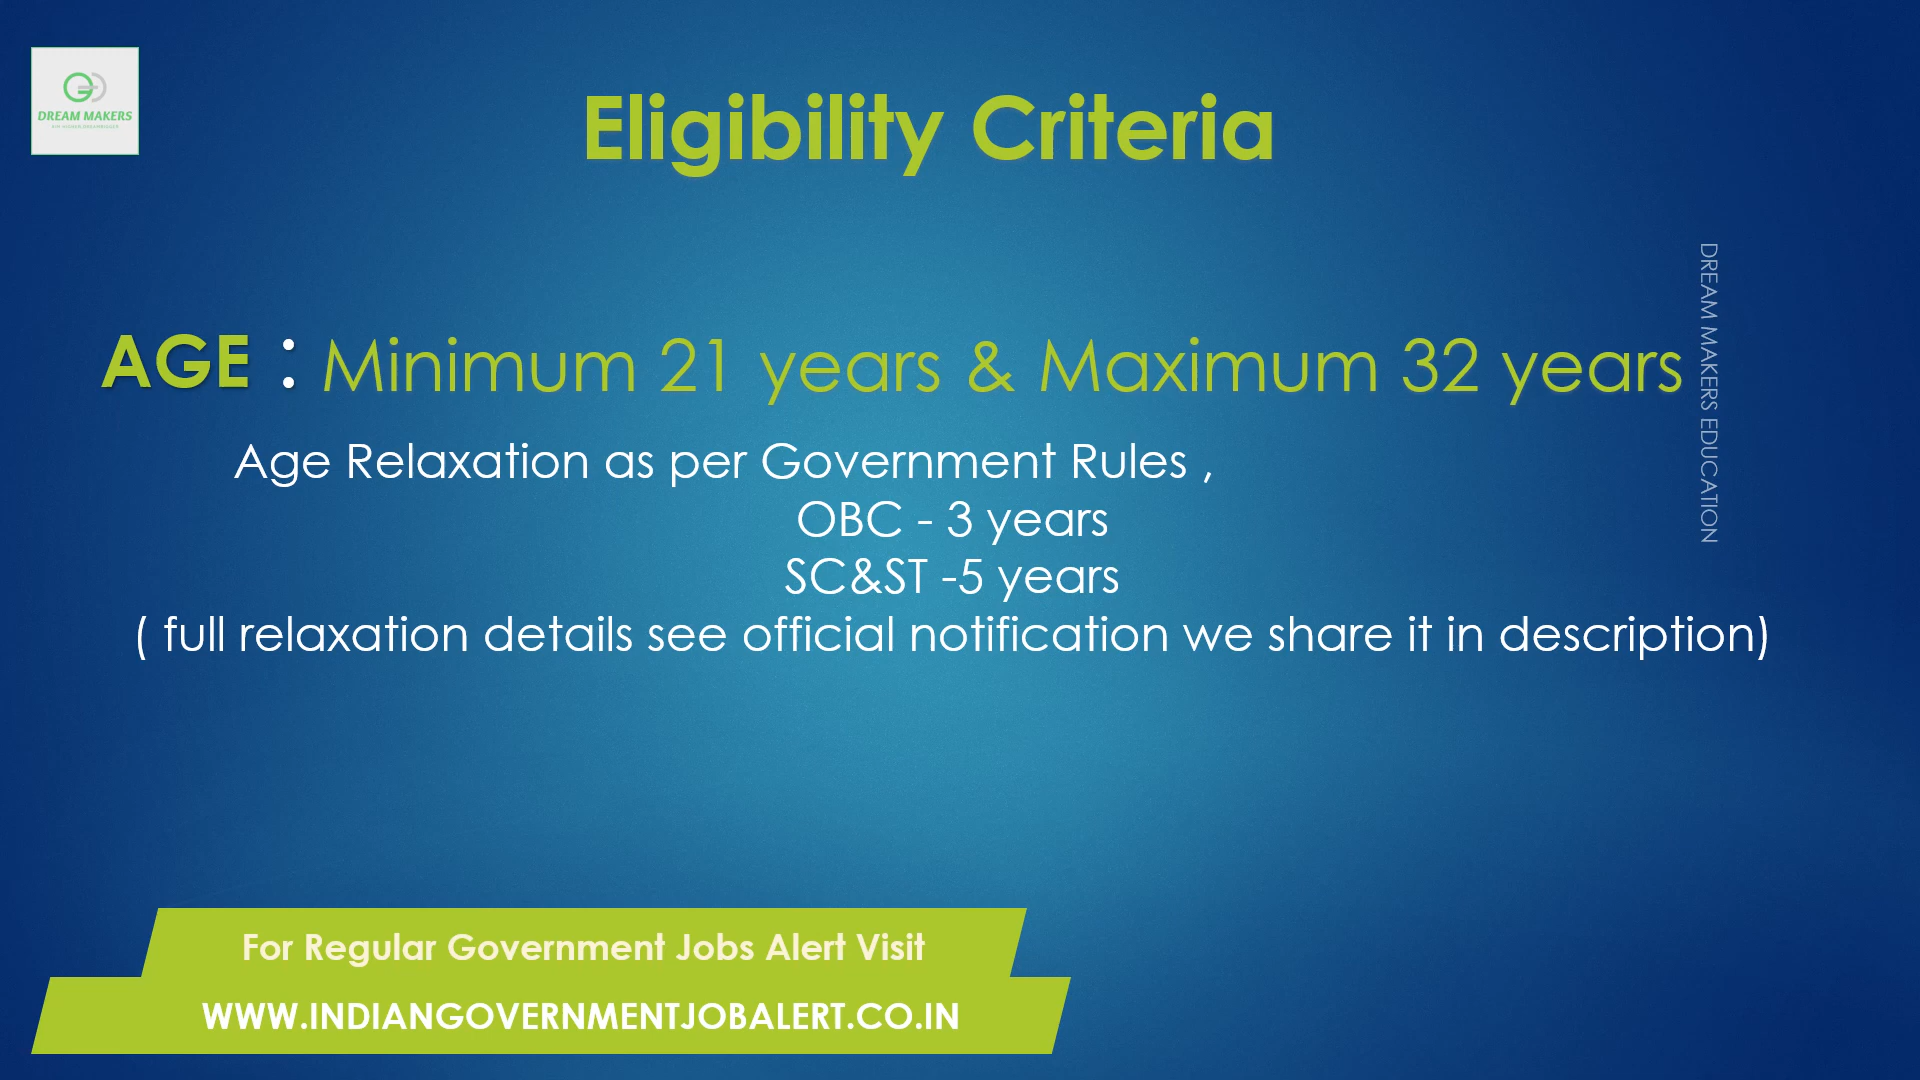 DREAM MAKERS
Eligibility Criteria
AGE : Minimum 21 years & Maximum 32 years
Age Relaxation as per Government Rules ,
OBC - 3 years
SC&ST -5 years
( full relaxation details see official notification we share it in description)
DREAM MAKERS EDUCATION
For Regular Government Jobs Alert Visit
WWW.INDIANGOVERNMENTJOBALERT.CO.IN